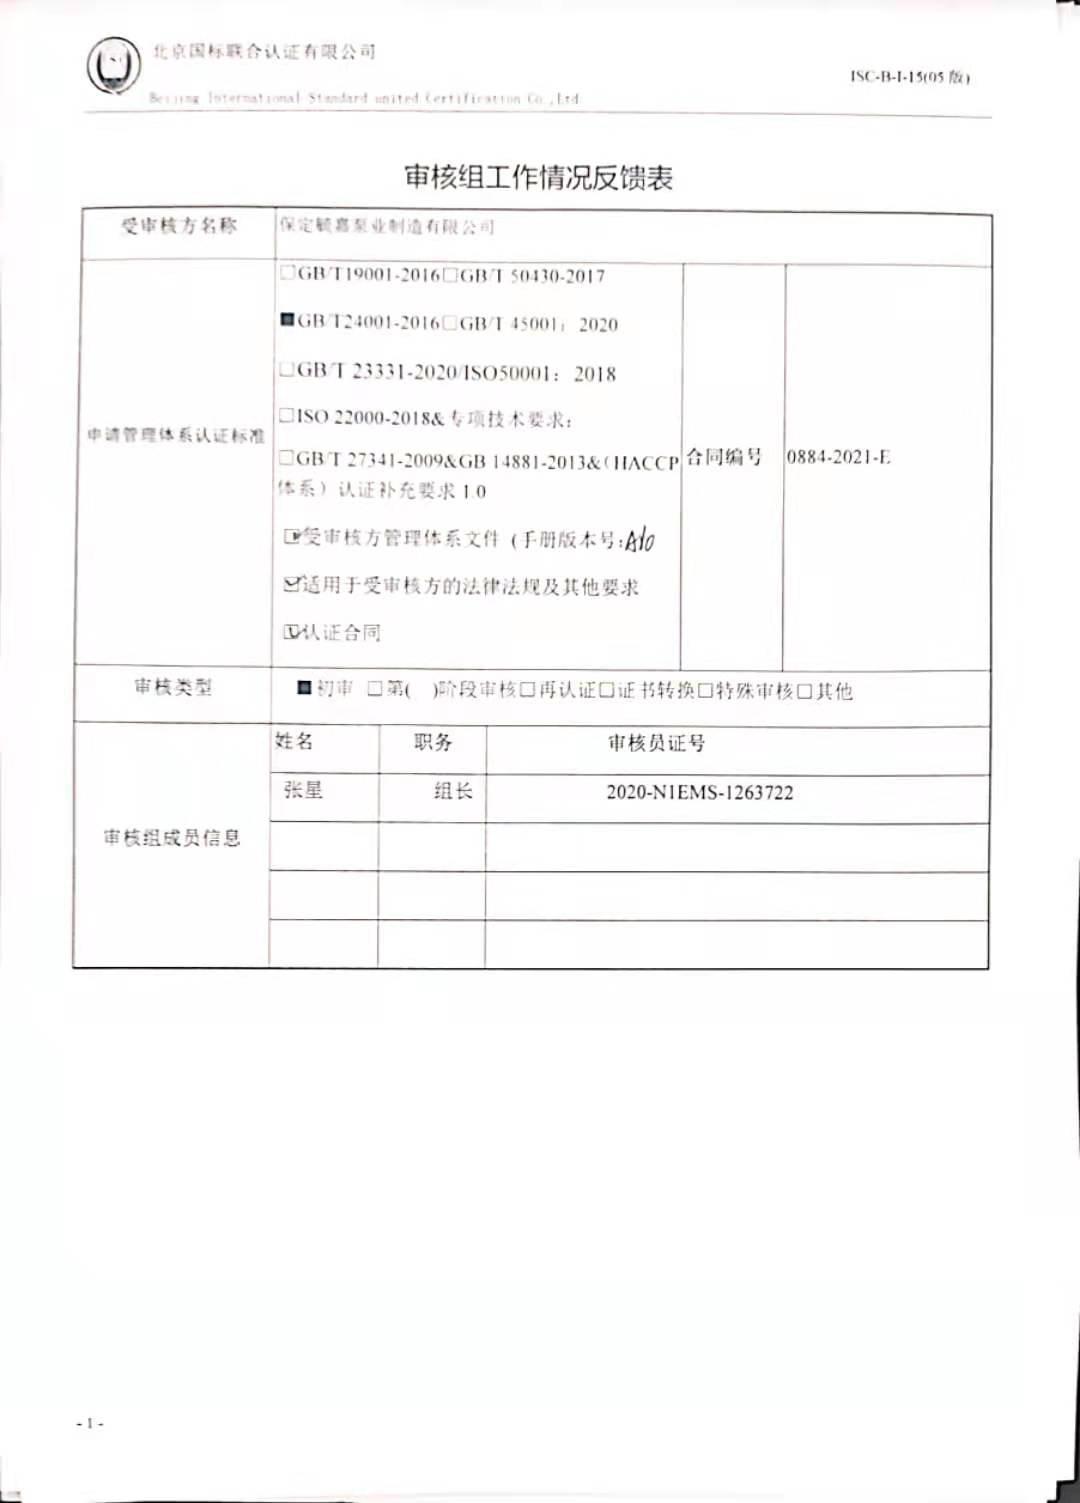 北京国标联合认证有限公司
ISC-B-I-15(05 版)
Beijing International Standard united Certification Co.,Ltd
审核组工作情况反馈表
受审核方名称 保定毓嘉泵业制造有限公司
申请管理体系认证标准
□GB/T19001-2016□GB/T 50430-2017
■GB/T24001-2016□GB/T 45001：2020
□GB/T 23331-2020/ISO50001：2018
□ISO 22000-2018&专项技术要求:
□GB/T 27341-2009&GB 14881-2013&(HACCP
体系）认证补充要求 1.0
☑受审核方管理体系文件（手册版本号:A/0
☑适用于受审核方的法律法规及其他要求
☑认证合同
合同编号 0884-2021-E
审核类型 ■初审 □第( )阶段审核□再认证□证书转换□特殊审核□其他
审核组成员信息
姓名 职务 审核员证号
张星 组长 2020-N1EMS-1263722
- 1 -